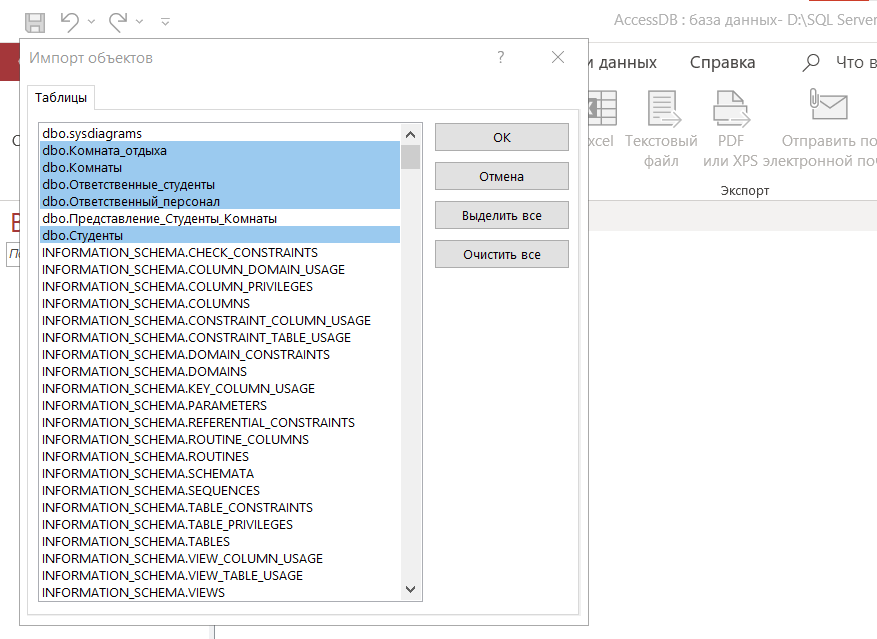 AccessDB : база данных- D:\SQL Server
Импорт объектов
?
данных
Справка
Что в
Таблицы
dbo.sysdiagrams
dbo.Комната_отдыха
dbo.Комнаты
dbo.Ответственные_студенты
dbo.Ответственный_персонал
dbo.Представление_Студенты_Комнаты
dbo.Студенты
INFORMATION_SCHEMA.CHECK_CONSTRAINTS
INFORMATION_SCHEMA.COLUMN_DOMAIN_USAGE
INFORMATION_SCHEMA.COLUMN_PRIVILEGES
INFORMATION_SCHEMA.COLUMNS
INFORMATION_SCHEMA.CONSTRAINT_COLUMN_USAGE
INFORMATION_SCHEMA.CONSTRAINT_TABLE_USAGE
INFORMATION_SCHEMA.DOMAIN_CONSTRAINTS
INFORMATION_SCHEMA.DOMAINS
INFORMATION_SCHEMA.KEY_COLUMN_USAGE
INFORMATION_SCHEMA.PARAMETERS
INFORMATION_SCHEMA.REFERENTIAL_CONSTRAINTS
INFORMATION_SCHEMA.ROUTINE_COLUMNS
INFORMATION_SCHEMA.ROUTINES
INFORMATION_SCHEMA.SCHEMATA
INFORMATION_SCHEMA.SEQUENCES
INFORMATION_SCHEMA.TABLE_CONSTRAINTS
INFORMATION_SCHEMA.TABLE_PRIVILEGES
INFORMATION_SCHEMA.TABLES
INFORMATION_SCHEMA.VIEW_COLUMN_USAGE
INFORMATION_SCHEMA.VIEW_TABLE_USAGE
INFORMATION_SCHEMA.VIEWS
ОК
Отмена
Выделить все
Очистить все
xcel
Текстовый
файл
PDF
или XPS
Отправить по
электронной поч
Экспорт